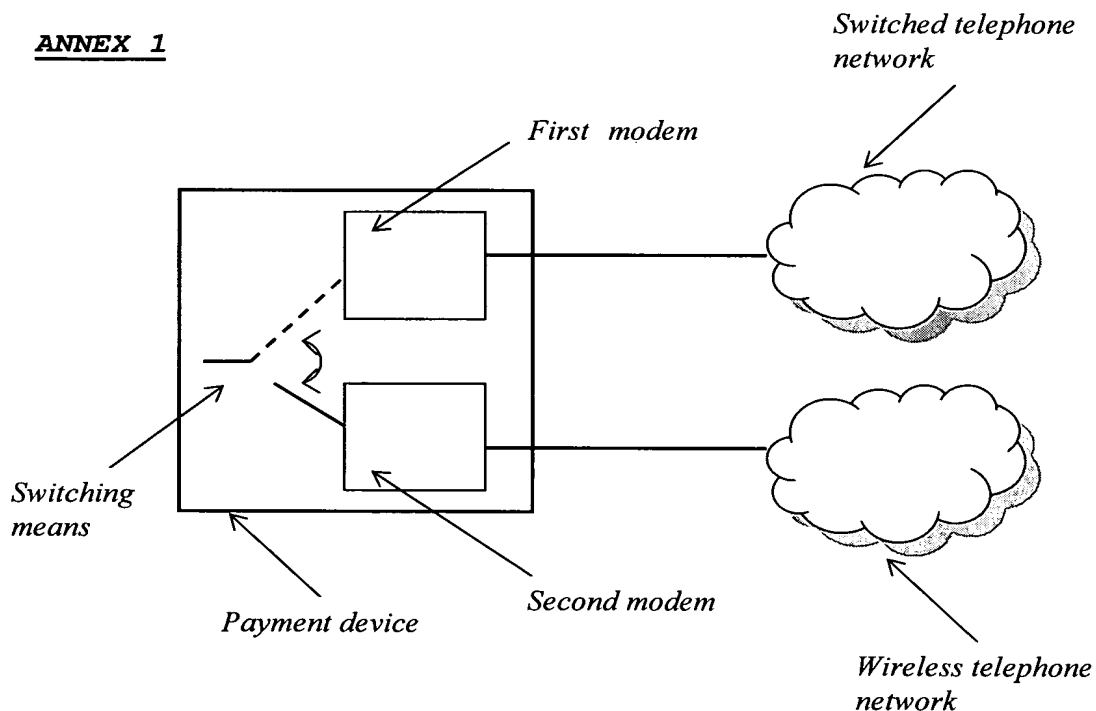 ANNEX 1
Switched telephone
network
First modem
Switching
means
Second modem
Payment device
Wireless telephone
network